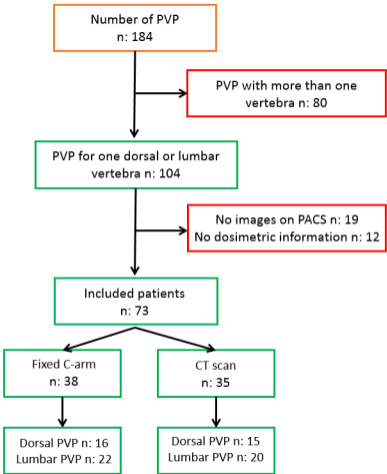 Number of PVP
n: 184
PVP with more than one
vertebra n: 80
PVP for one dorsal or lumbar
vertebra n: 104
No images on PACS n: 19
No dosimetric information n: 12
Included patients
n: 73
Fixed C-arm
n: 38
CT scan
n: 35
Dorsal PVP n: 16
Lumbar PVP n: 22
Dorsal PVP n: 15
Lumbar PVP n: 20